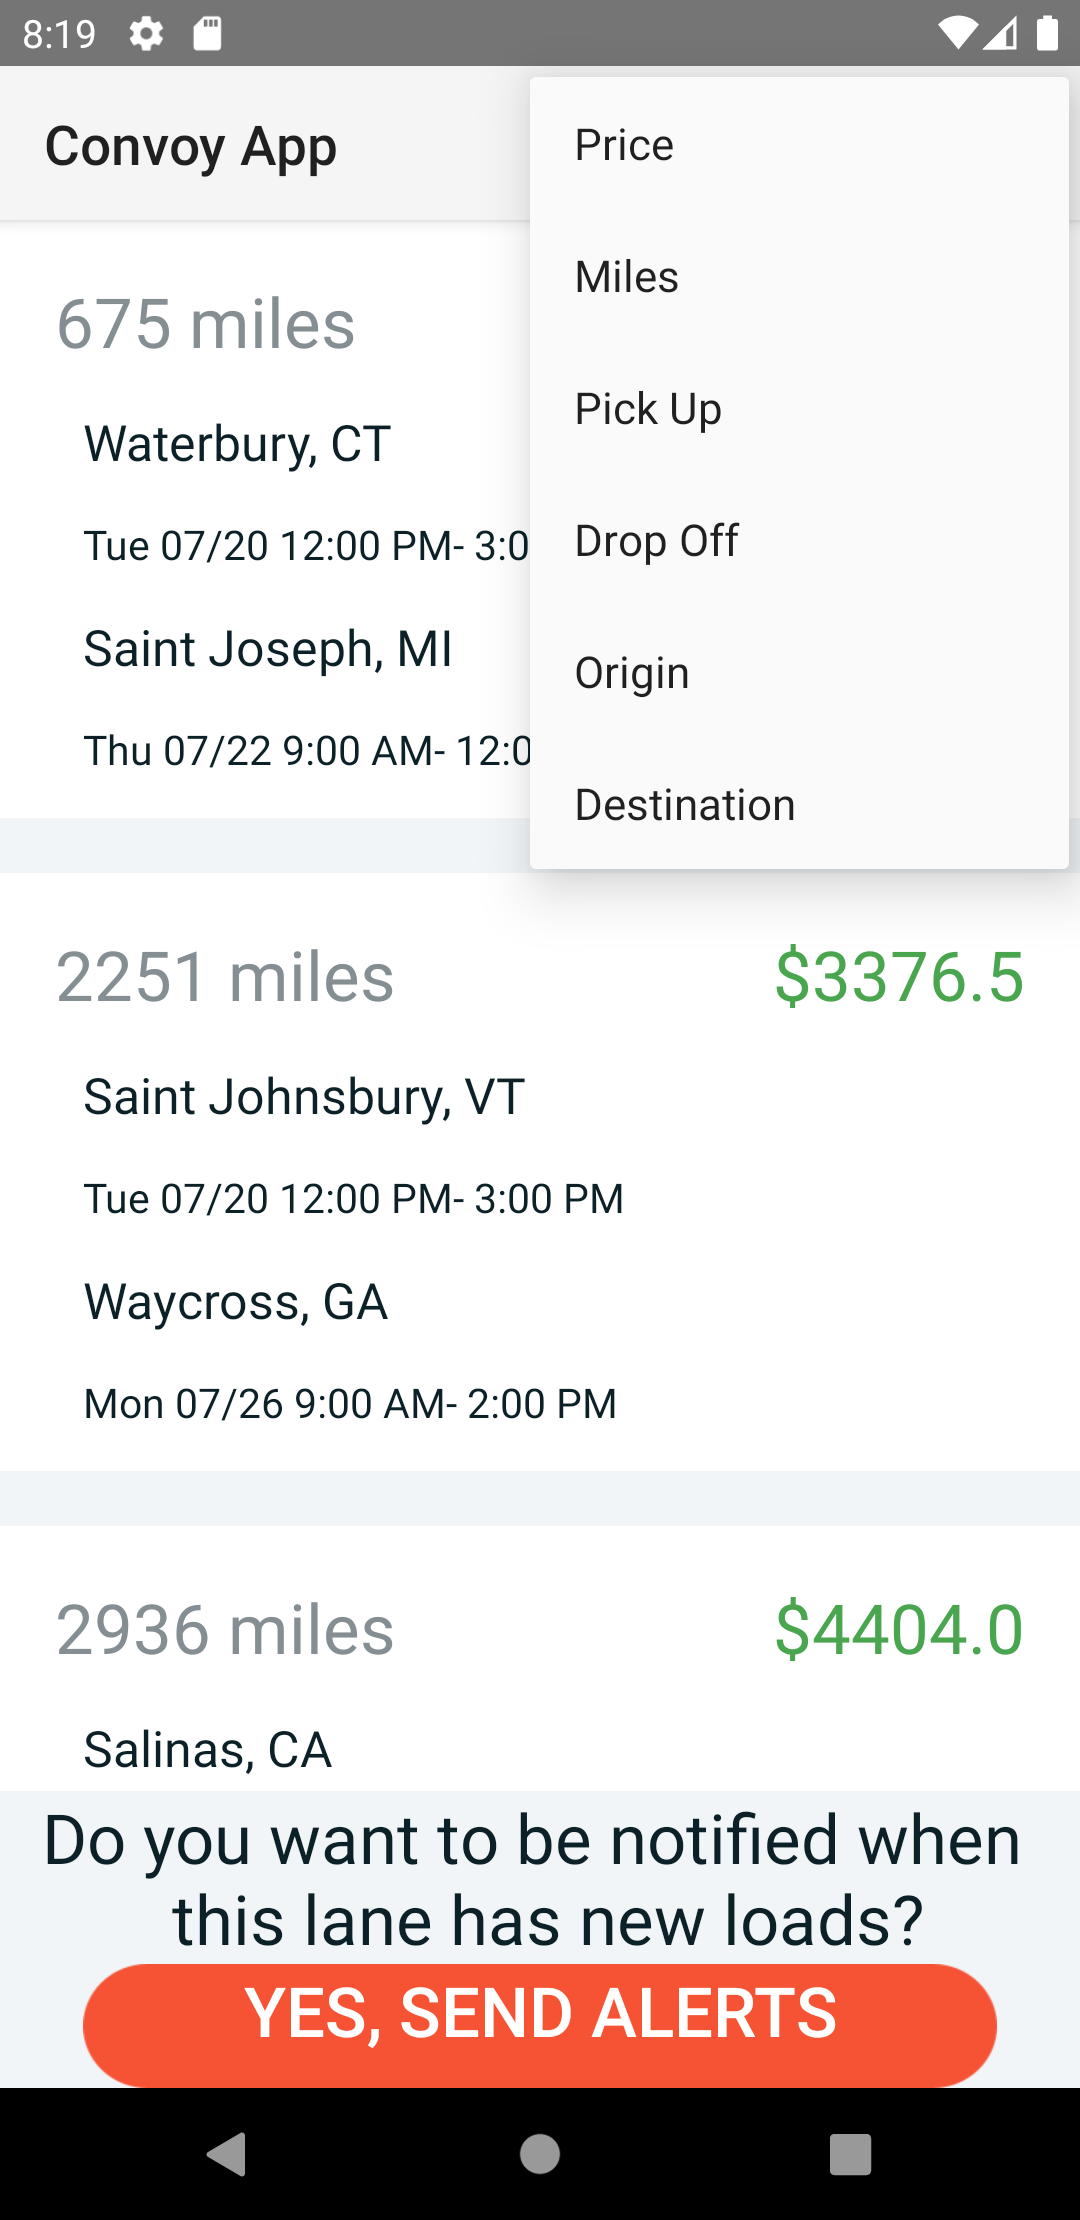 8:19
Convoy App
Price
Miles
Pick Up
Drop Off
Origin
Destination
675 miles
Waterbury, CT
Tue 07/20 12:00 PM- 3:0
Saint Joseph, MI
Thu 07/22 9:00 AM- 12:0
2251 miles $3376.5
Saint Johnsbury, VT
Tue 07/20 12:00 PM- 3:00 PM
Waycross, GA
Mon 07/26 9:00 AM- 2:00 PM
2936 miles $4404.0
Salinas, CA
Do you want to be notified when
this lane has new loads?
YES, SEND ALERTS